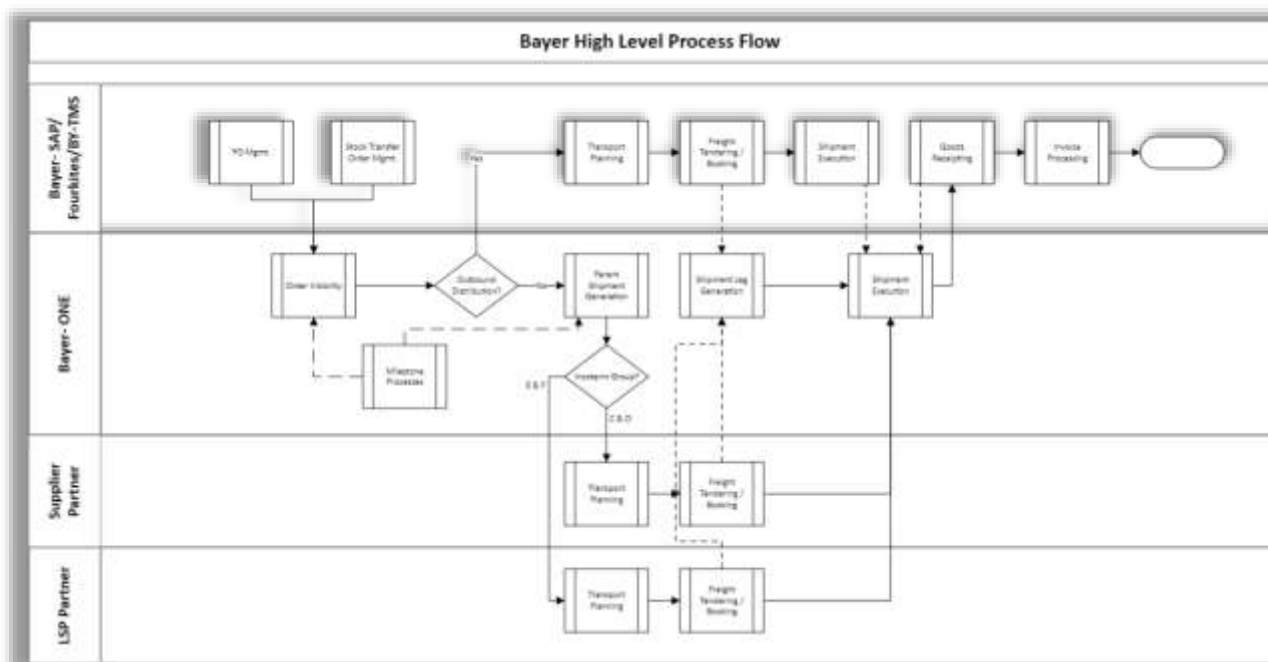 Bayer High Level Process Flow
Bayer- SAP/
Fourkites/BY-TMS
PO Mgmt
Stock Transfer
Order Mgmt
Yes
Transport
Planning
Freight
Tendering /
Booking
Shipment
Execution
Goods
Receipting
Invoice
Processing
Bayer- ONE
Order Visibility
Outbound
Distribution?
No
Parent
Shipment
Generation
Shipment Leg
Generation
Shipment
Execution
Milestone
Processes
Incoterm Group?
E & F
C & D
Supplier
Partner
Transport
Planning
Freight
Tendering /
Booking
LSP Partner
Transport
Planning
Freight
Tendering /
Booking